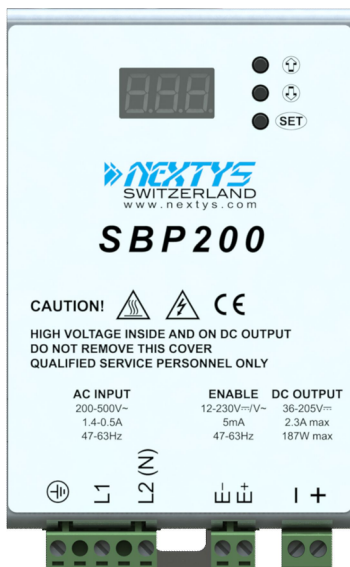 SET
NEXTYS
SWITZERLAND
www.nextys.com
SBP200
CAUTION! CE
HIGH VOLTAGE INSIDE AND ON DC OUTPUT
DO NOT REMOVE THIS COVER
QUALIFIED SERVICE PERSONNEL ONLY
AC INPUT
200-500V~
1.4-0.5A
47-63Hz
ENABLE
12-230V⎓/V~
5mA
47-63Hz
DC OUTPUT
36-205V⎓
2.3A max
187W max
L1
L2 (N)
E-
E+
- +